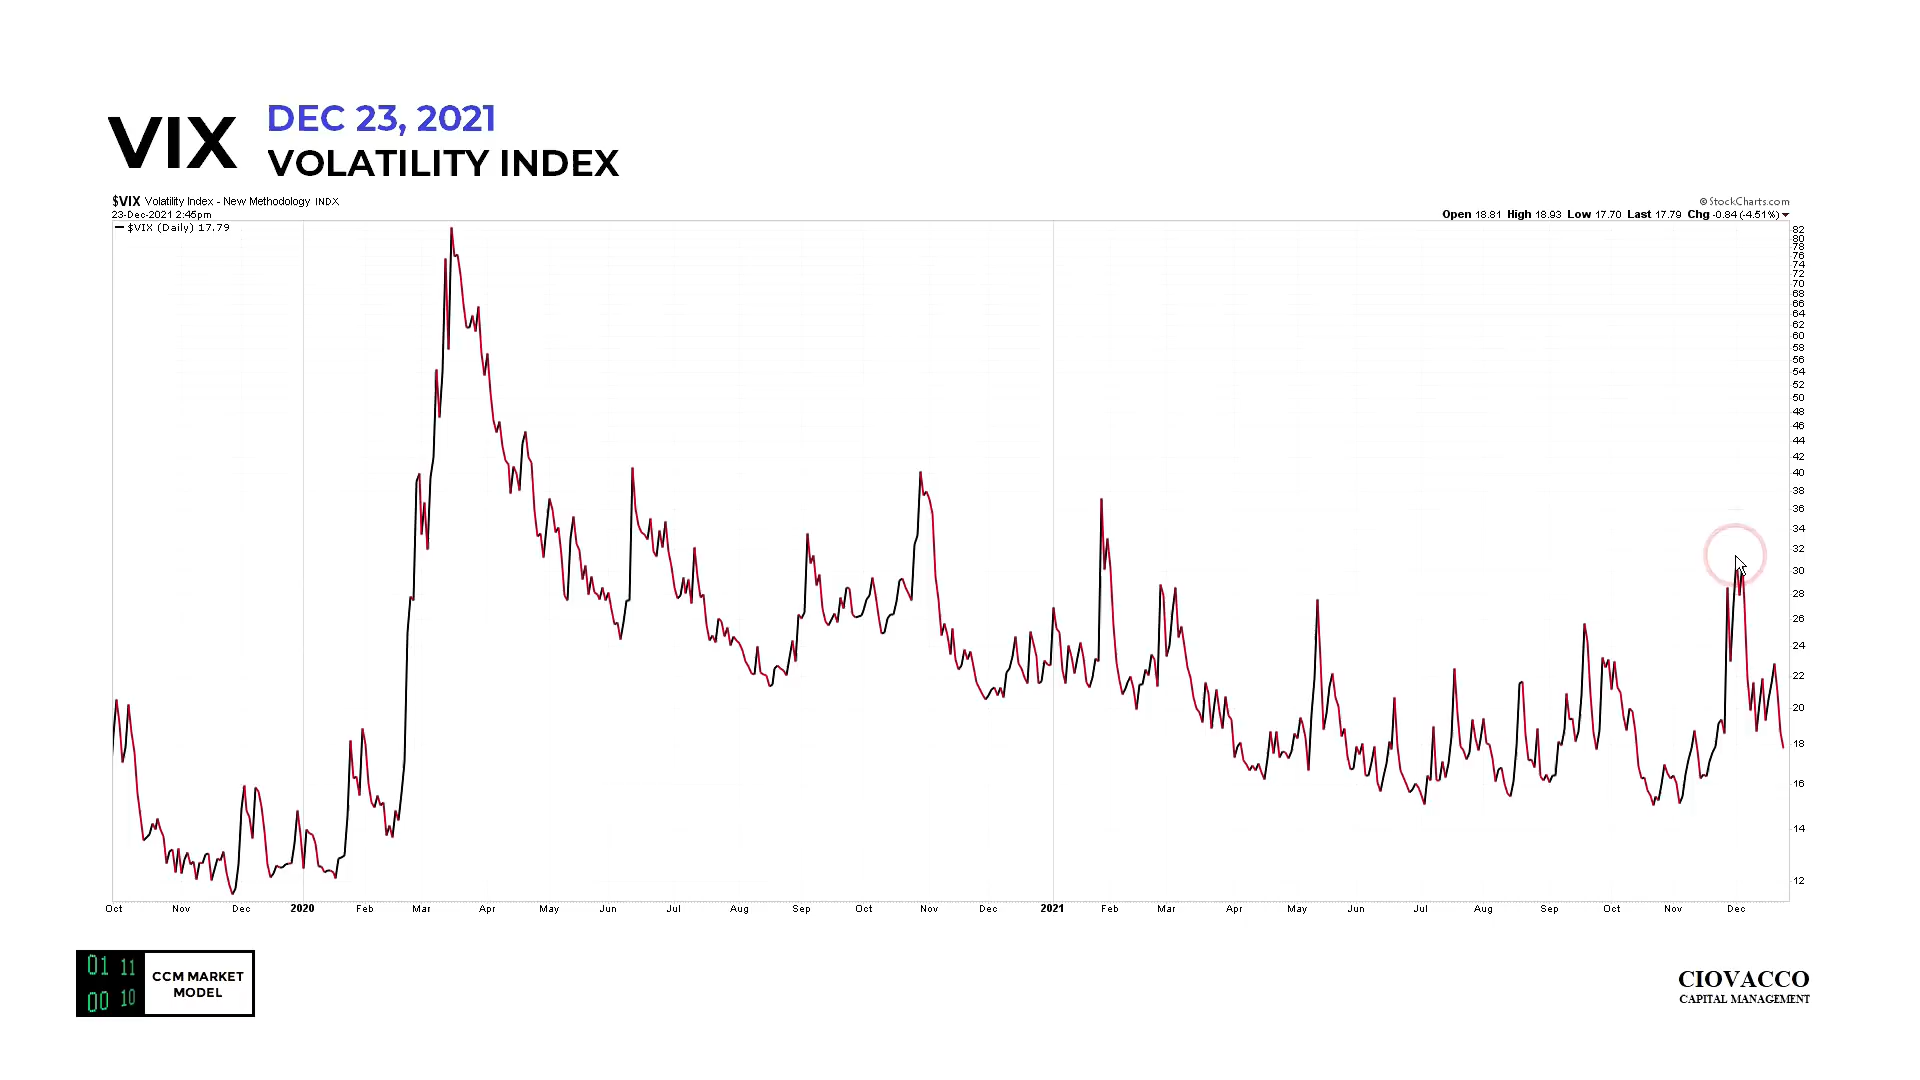 VIX
DEC 23, 2021
VOLATILITY INDEX
$VIX Volatility Index - New Methodology INDX
© StockCharts.com
23-Dec-2021 2:45pm
Open 18.81 High 18.93 Low 17.70 Last 17.79 Chg -0.84 (-4.51%)
$VIX (Daily) 17.79
82
80
78
76
74
72
70
68
66
64
62
60
58
56
54
52
50
48
46
44
42
40
38
36
34
32
30
28
26
24
22
20
18
16
14
12
Oct Nov Dec 2020 Feb Mar Apr May Jun Jul Aug Sep Oct Nov Dec 2021 Feb Mar Apr May Jun Jul Aug Sep Oct Nov Dec
01 11
00 10
CCM MARKET
MODEL
CIOVACCO
CAPITAL MANAGEMENT